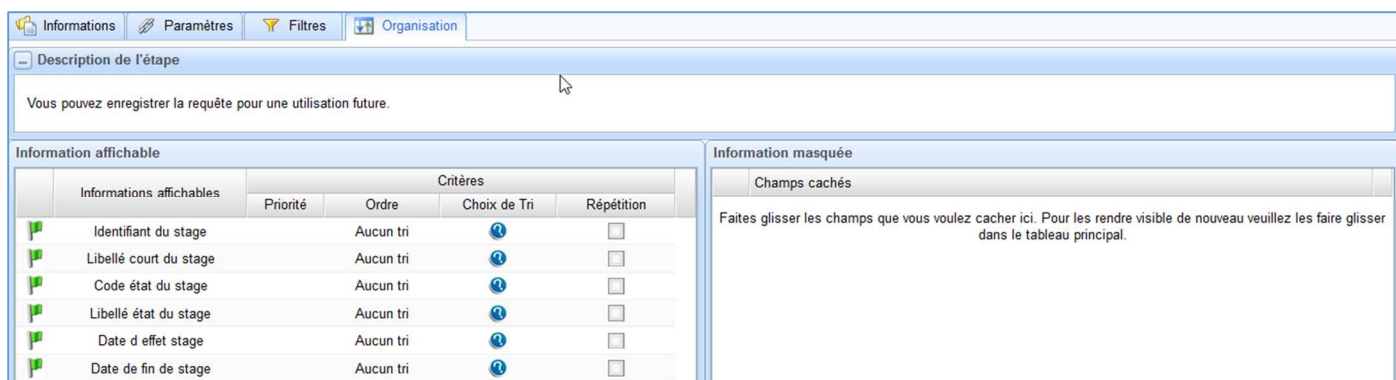 Informations Paramètres Filtres Organisation
Description de l'étape
Vous pouvez enregistrer la requête pour une utilisation future.
Information affichable
Informations affichables
Critères
Priorité Ordre Choix de Tri Répétition
Identifiant du stage Aucun tri
Libellé court du stage Aucun tri
Code état du stage Aucun tri
Libellé état du stage Aucun tri
Date d effet stage Aucun tri
Date de fin de stage Aucun tri
Information masquée
Champs cachés
Faites glisser les champs que vous voulez cacher ici. Pour les rendre visible de nouveau veuillez les faire glisser
dans le tableau principal.